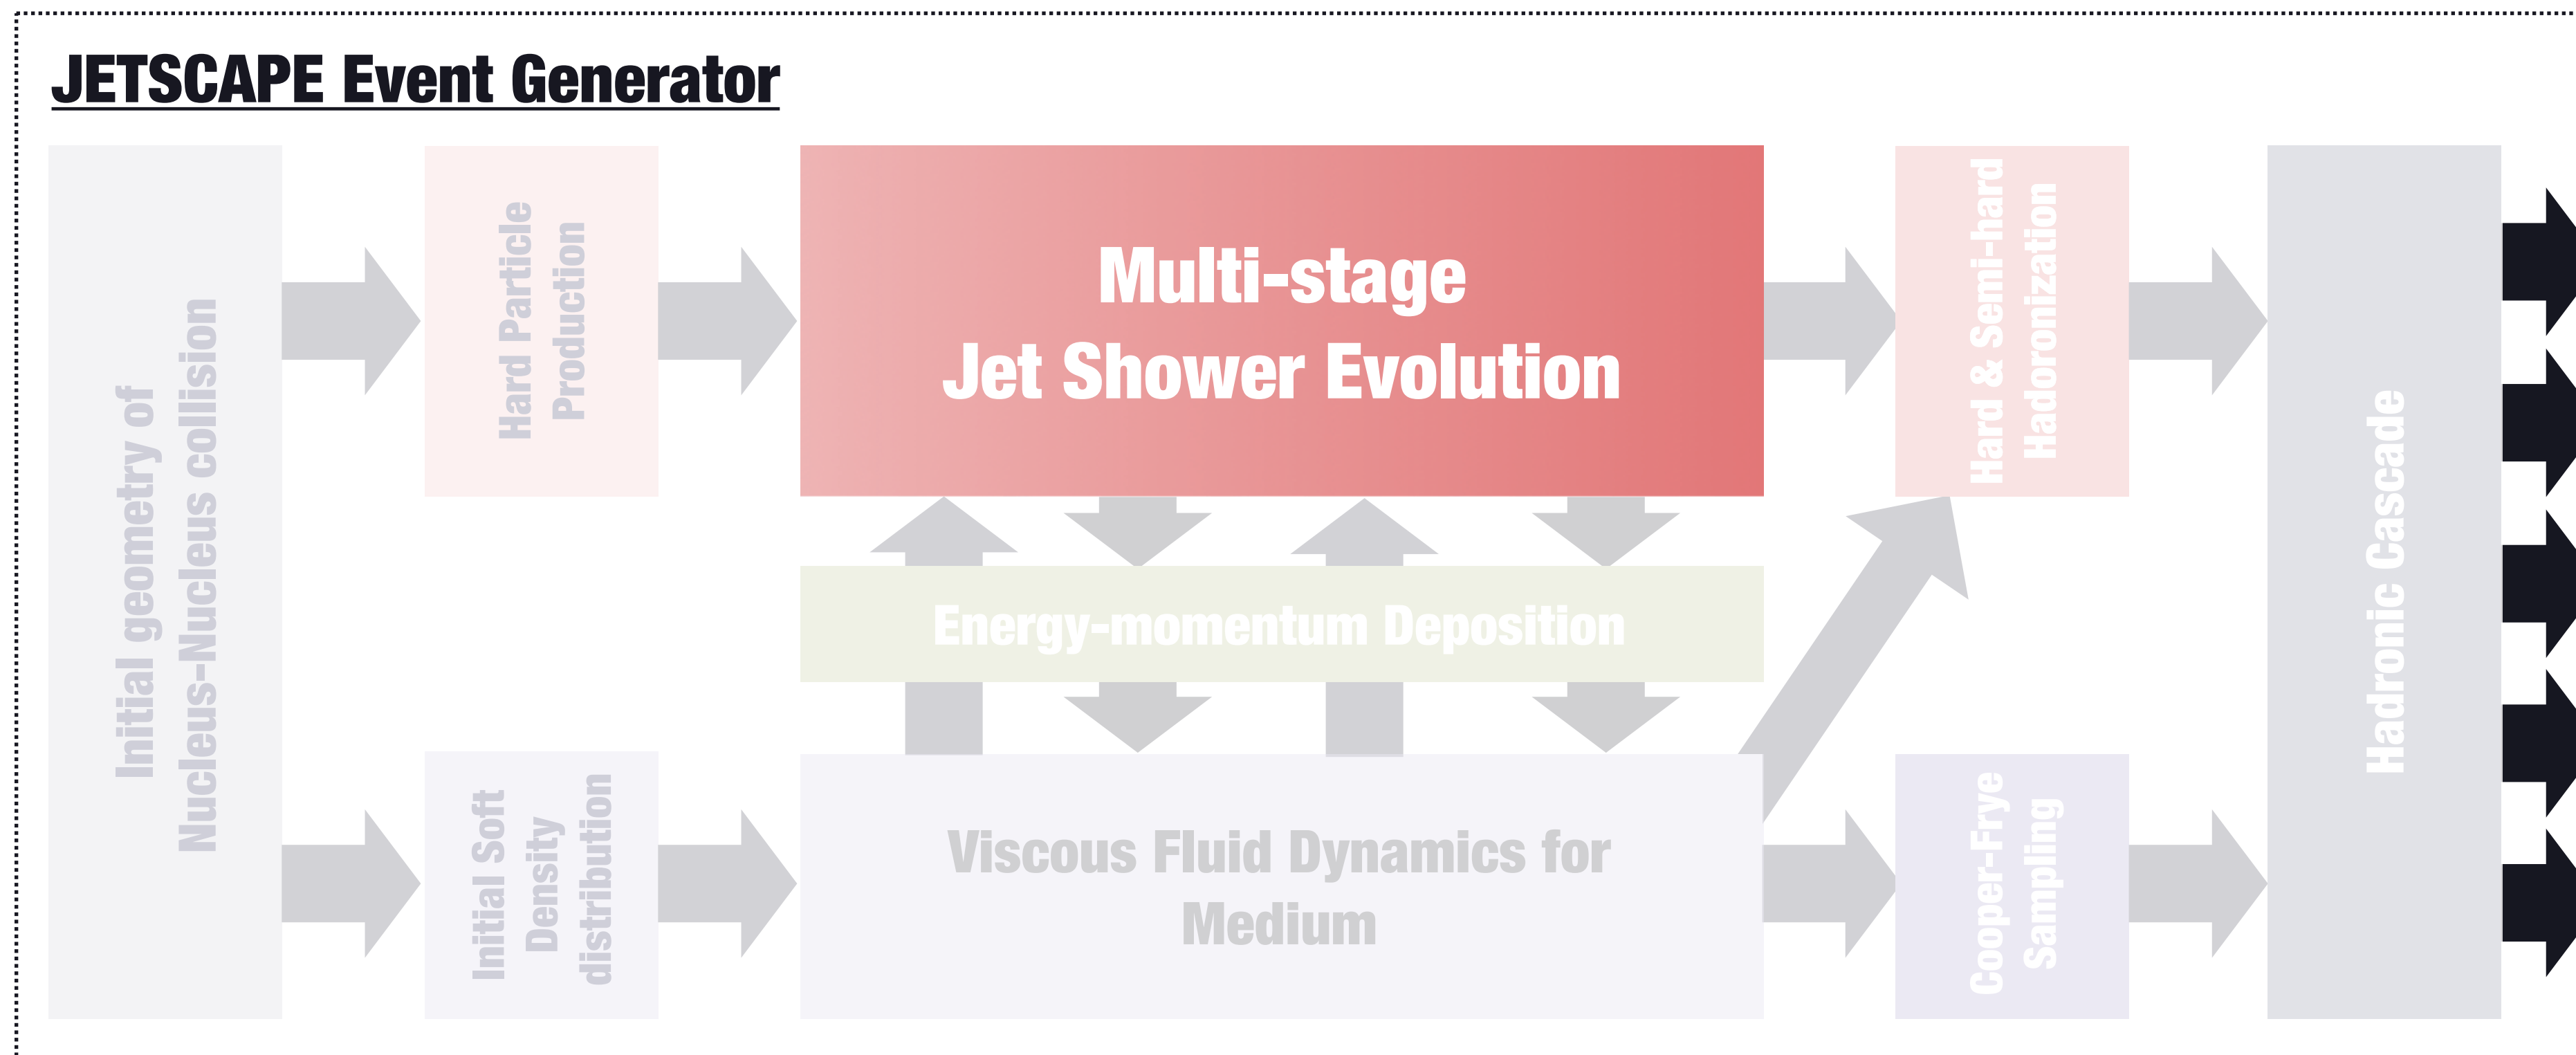 JETSCAPE Event Generator
Initial geometry of
Nucleus-Nucleus collision
Hard Particle
Production
Multi-stage
Jet Shower Evolution
Hard & Semi-hard
Hadoronization
Energy-momentum Deposition
Initial Soft
Density
distribution
Viscous Fluid Dynamics for
Medium
Cooper-Frye
Sampling
Hadronic Cascade